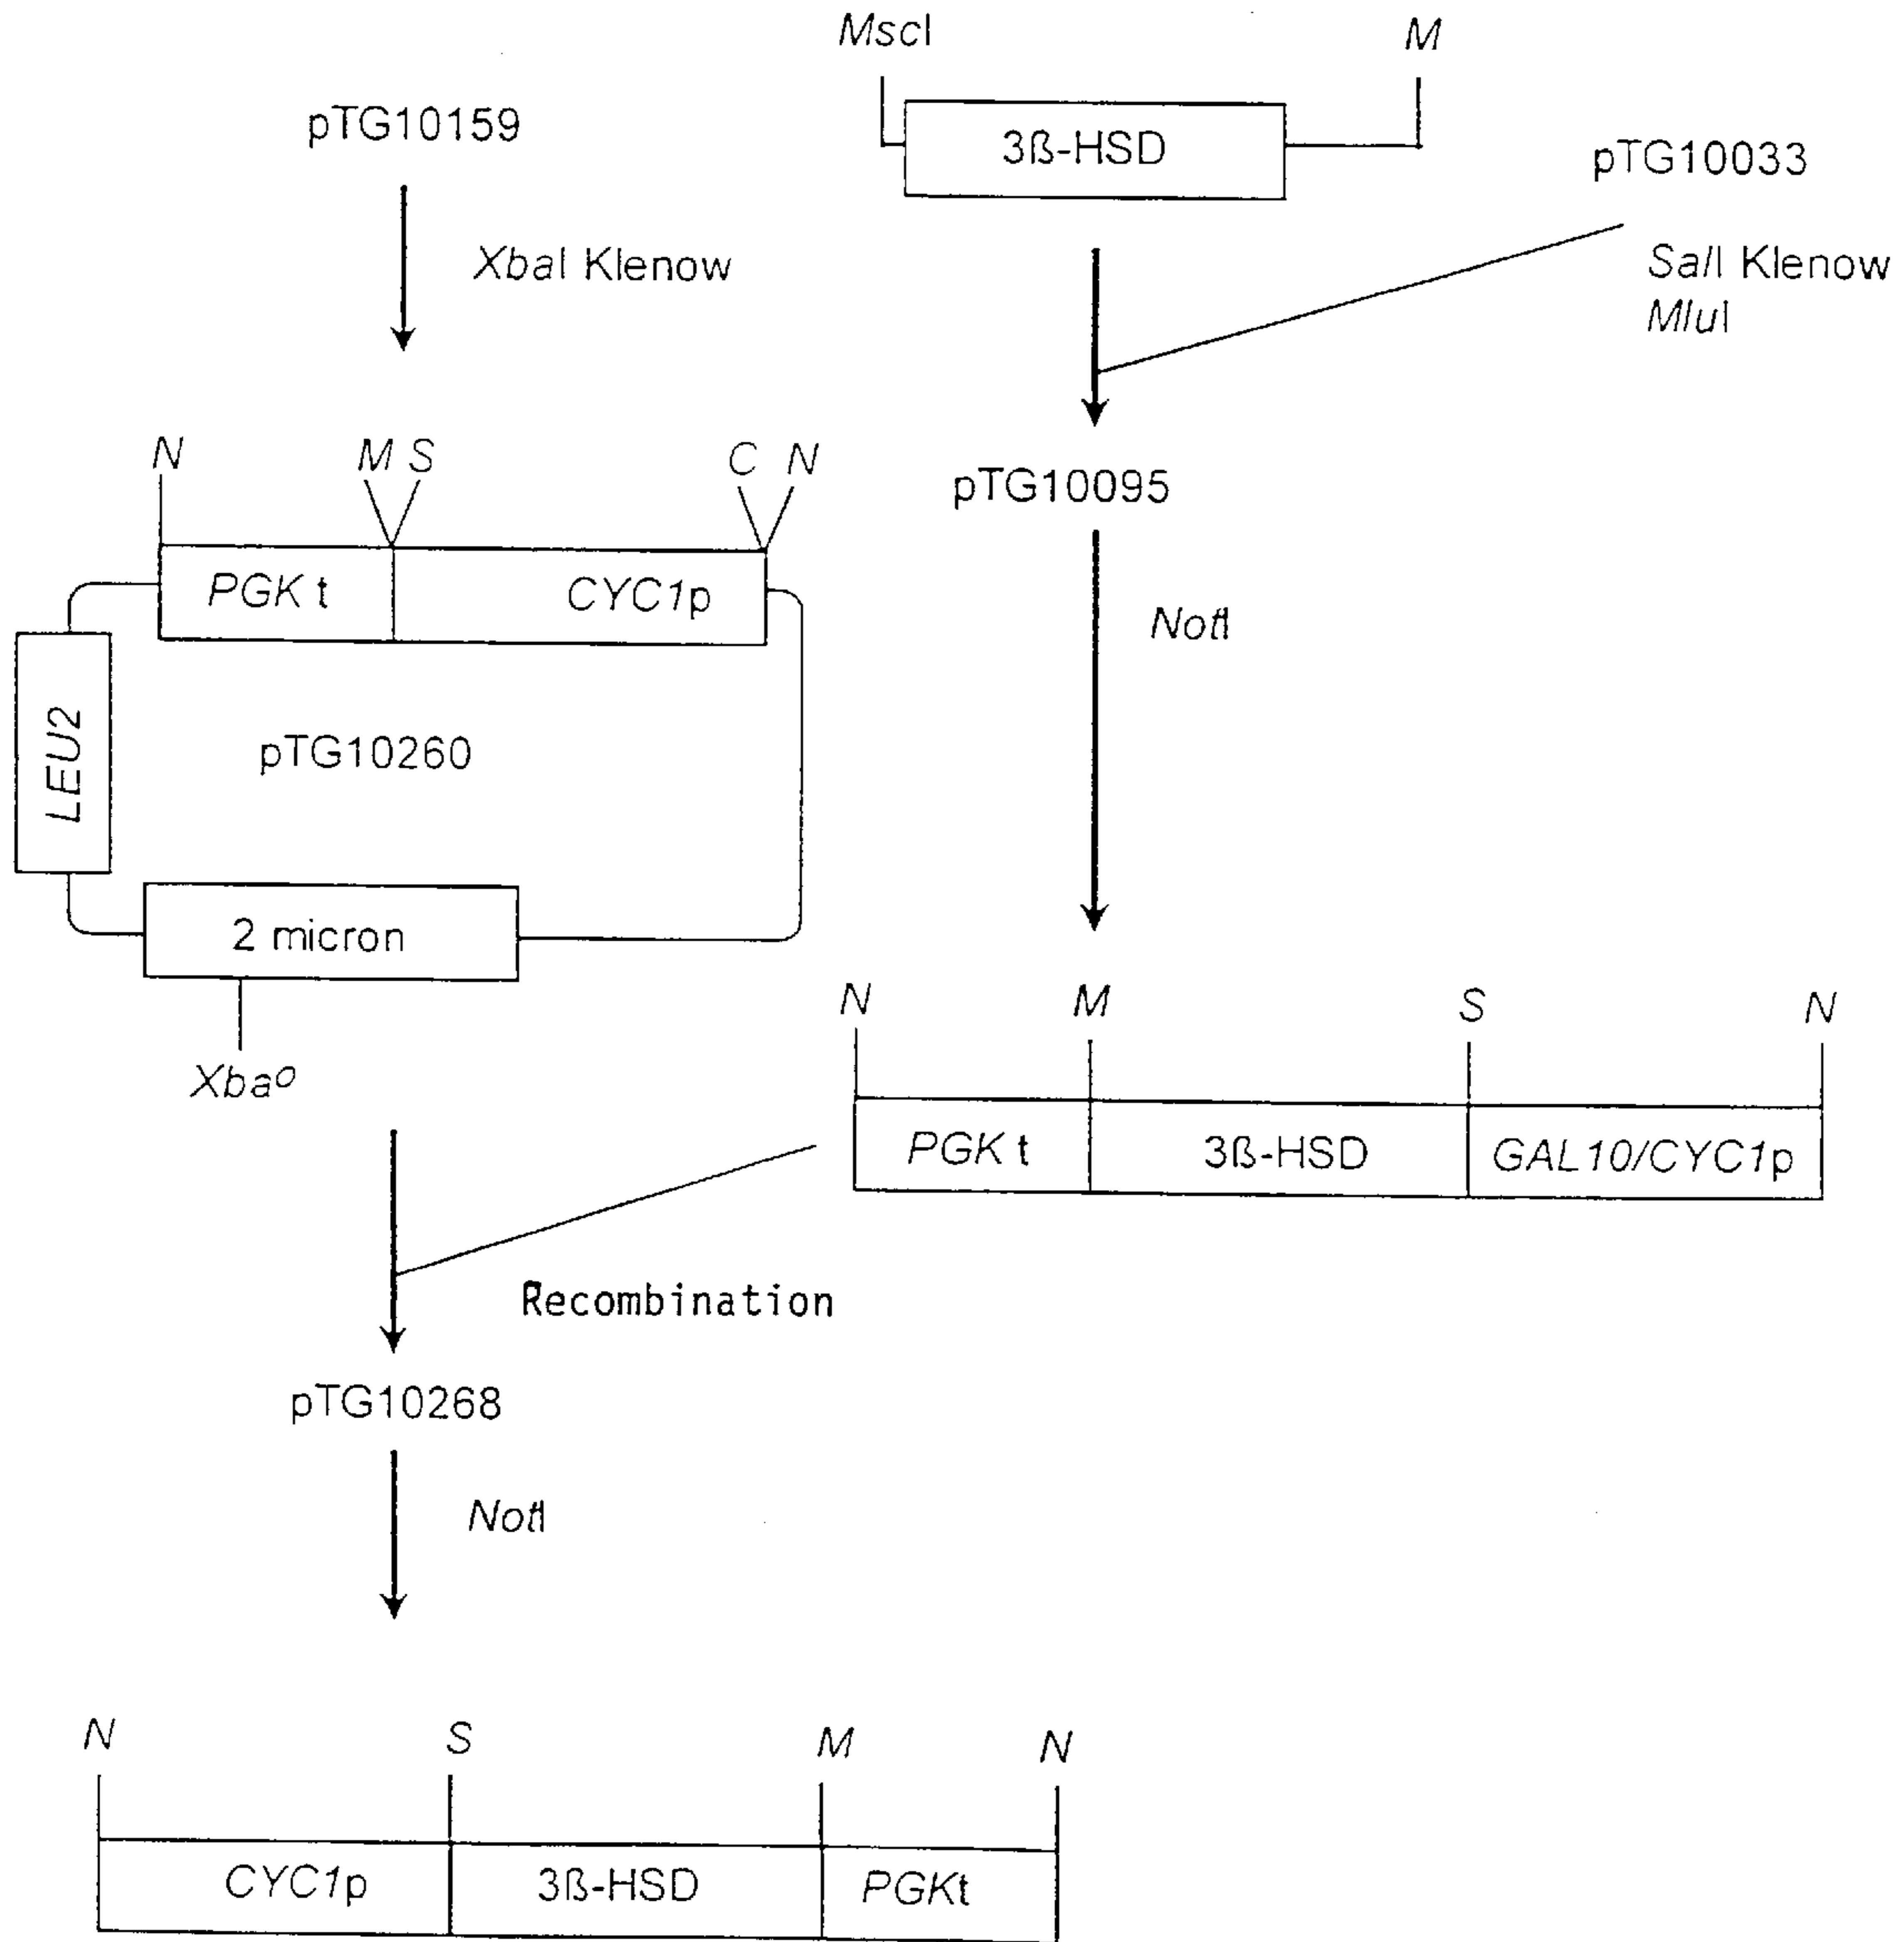 MscI
M
pTG10159
3ß-HSD
pTG10033
XbaI Klenow
SalI Klenow
MluI
N
M S
C N
pTG10095
PGK t
CYC1p
NotI
LEU2
pTG10260
2 micron
N
M
S
N
Xbaº
PGK t
3ß-HSD
GAL10/CYC1p
Recombination
pTG10268
NotI
N
S
M
N
CYC1p
3ß-HSD
PGKt